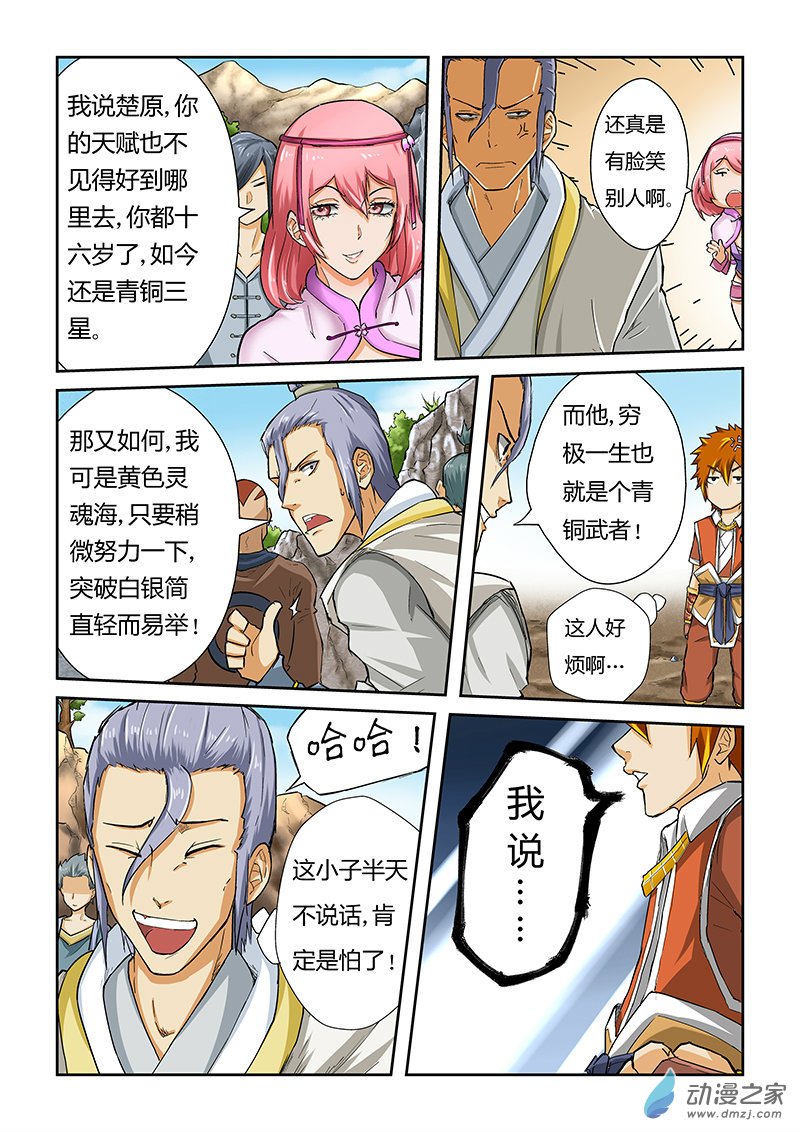 我说楚原,你
的天赋也不
见得好到哪
里去,你都十
六岁了,如今
还是青铜三
星。
还真是
有脸笑
别人啊。
那又如何,我
可是黄色灵
魂海,只要稍
微努力一下,
突破白银简
直轻而易举!
而他,穷
极一生也
就是个青
铜武者!
这人好
烦啊…
哈哈!
这小子半天
不说话,肯
定是怕了!
我说……
动漫之家
www.dmzj.com